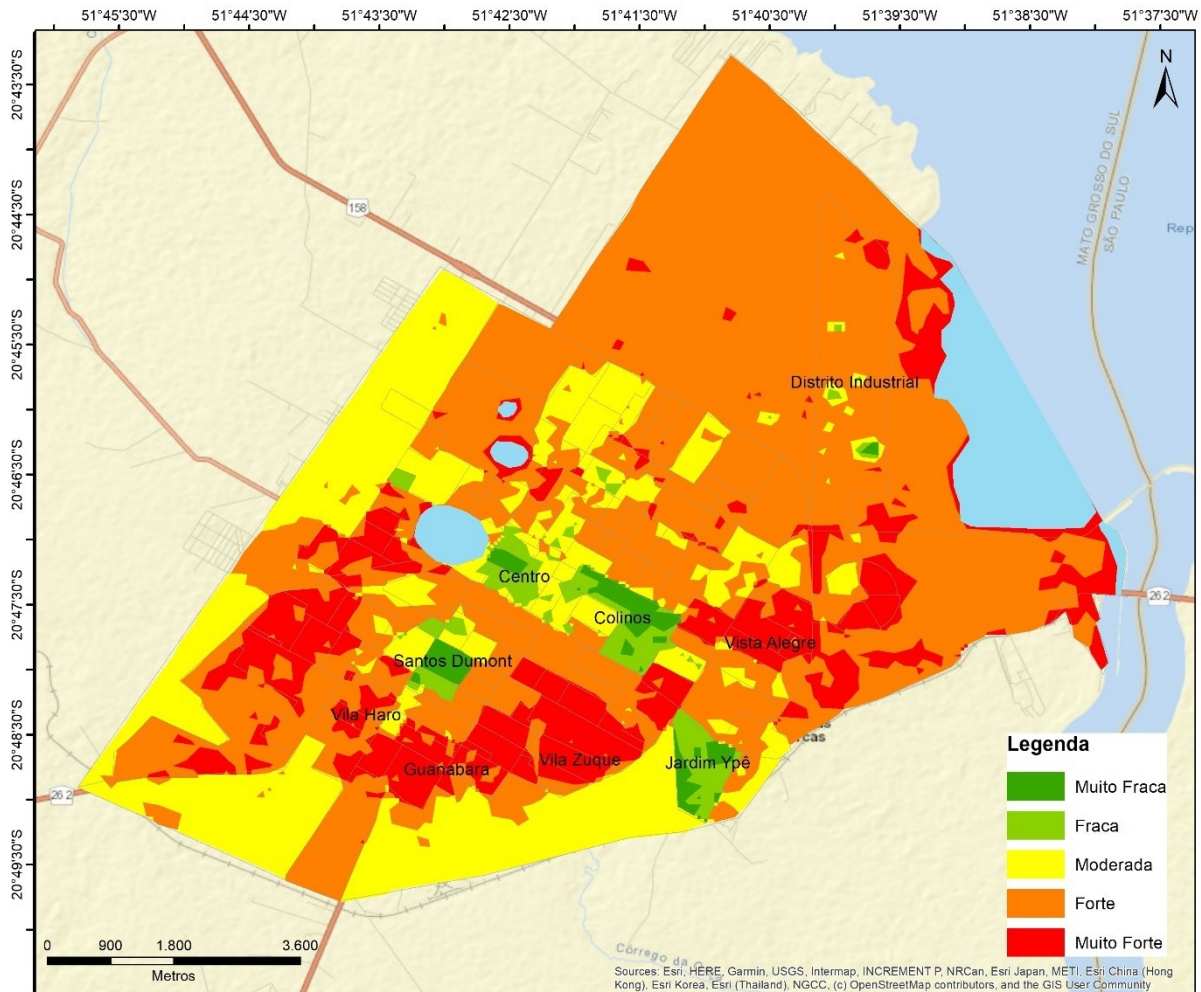 51°45'30"W
51°44'30"W
51°43'30"W
51°42'30"W
51°41'30"W
51°40'30"W
51°39'30"W
51°38'30"W
51°37'30"W
20°43'30"S
20°44'30"S
20°45'30"S
20°46'30"S
20°47'30"S
20°48'30"S
20°49'30"S
N
158
MATO GROSSO DO SUL
SÃO PAULO
Rep
Distrito Industrial
Centro
262
Colinos
Vista Alegre
Santos Dumont
Vila Haro
Vila Zuque
Jardim Ypê
Guanabara
262
Legenda
Muito Fraca
Fraca
Moderada
Forte
Muito Forte
0 900 1.800 3.600
Metros
Córrego da
Sources: Esri, HERE, Garmin, USGS, Intermap, INCREMENT P, NRCan, Esri Japan, METI, Esri China (Hong
Kong), Esri Korea, Esri (Thailand), NGCC, (c) OpenStreetMap contributors, and the GIS User Community